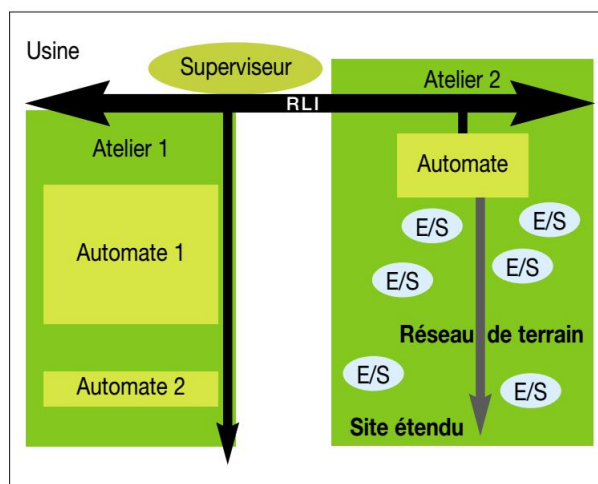 Usine
Superviseur
RLI
Atelier 2
Atelier 1
Automate
E/S
E/S
Automate 1
E/S
E/S
Réseau de terrain
E/S
Automate 2
E/S
Site étendu